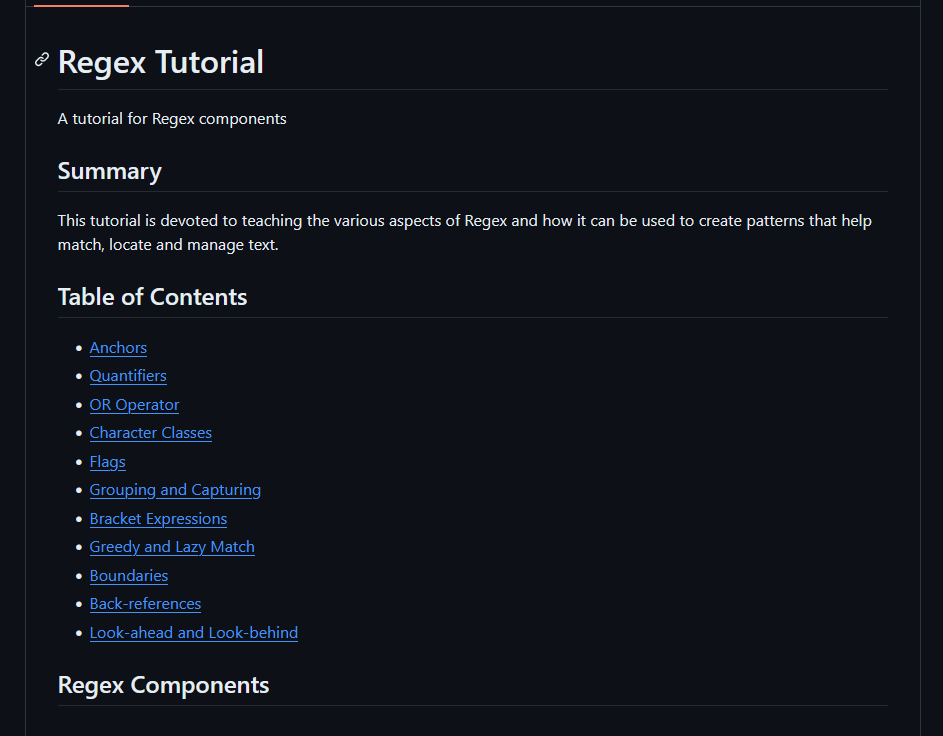 Regex Tutorial
A tutorial for Regex components
Summary
This tutorial is devoted to teaching the various aspects of Regex and how it can be used to create patterns that help
match, locate and manage text.
Table of Contents
Anchors
Quantifiers
OR Operator
Character Classes
Flags
Grouping and Capturing
Bracket Expressions
Greedy and Lazy Match
Boundaries
Back-references
Look-ahead and Look-behind
Regex Components